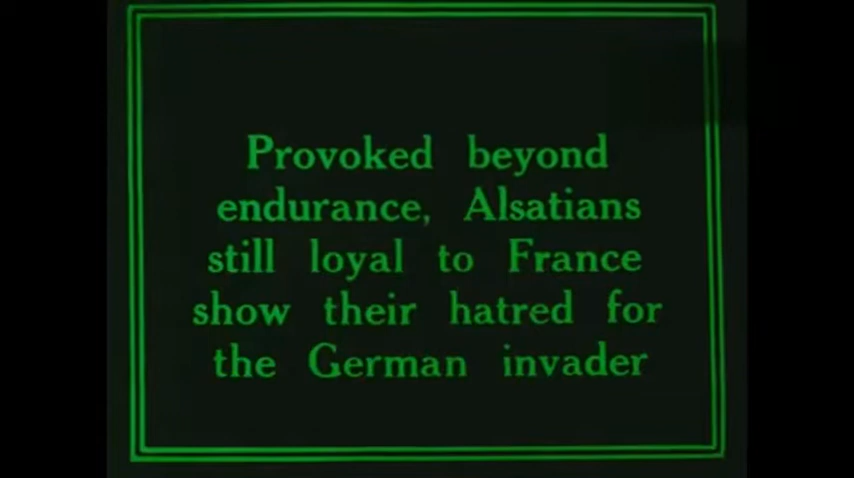 Provoked beyond
endurance, Alsatians
still loyal to France
show their hatred for
the German invader